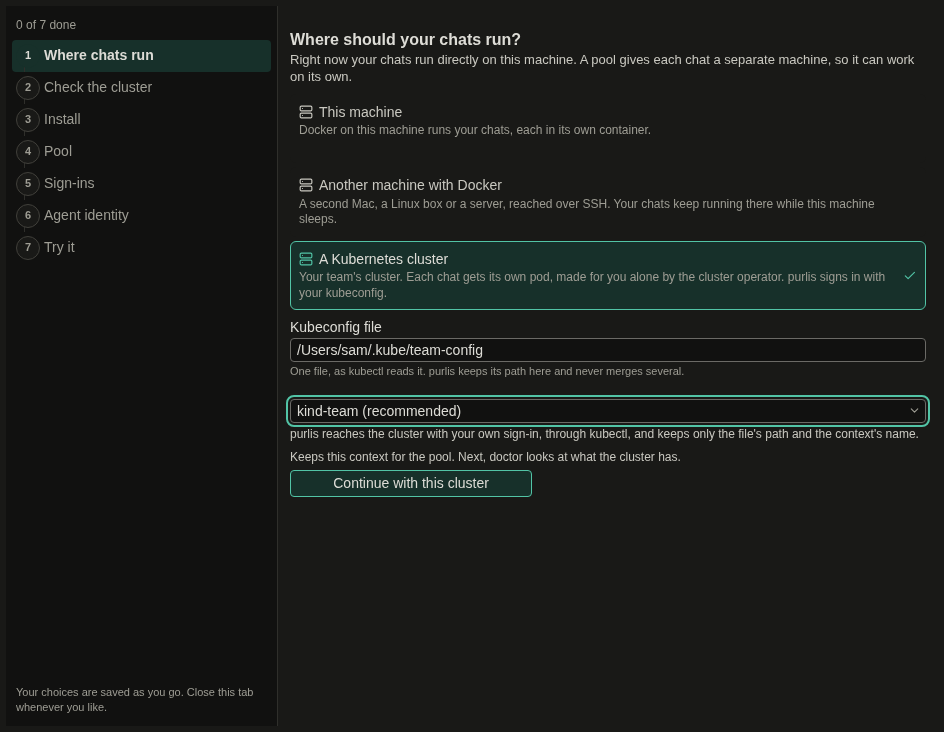 0 of 7 done
1 Where chats run
2 Check the cluster
3 Install
4 Pool
5 Sign-ins
6 Agent identity
7 Try it
Your choices are saved as you go. Close this tab
whenever you like.
Where should your chats run?
Right now your chats run directly on this machine. A pool gives each chat a separate machine, so it can work
on its own.
This machine
Docker on this machine runs your chats, each in its own container.
Another machine with Docker
A second Mac, a Linux box or a server, reached over SSH. Your chats keep running there while this machine
sleeps.
A Kubernetes cluster
Your team's cluster. Each chat gets its own pod, made for you alone by the cluster operator. purlis signs in with
your kubeconfig.
Kubeconfig file
/Users/sam/.kube/team-config
One file, as kubectl reads it. purlis keeps its path here and never merges several.
kind-team (recommended)
purlis reaches the cluster with your own sign-in, through kubectl, and keeps only the file's path and the context's name.
Keeps this context for the pool. Next, doctor looks at what the cluster has.
Continue with this cluster